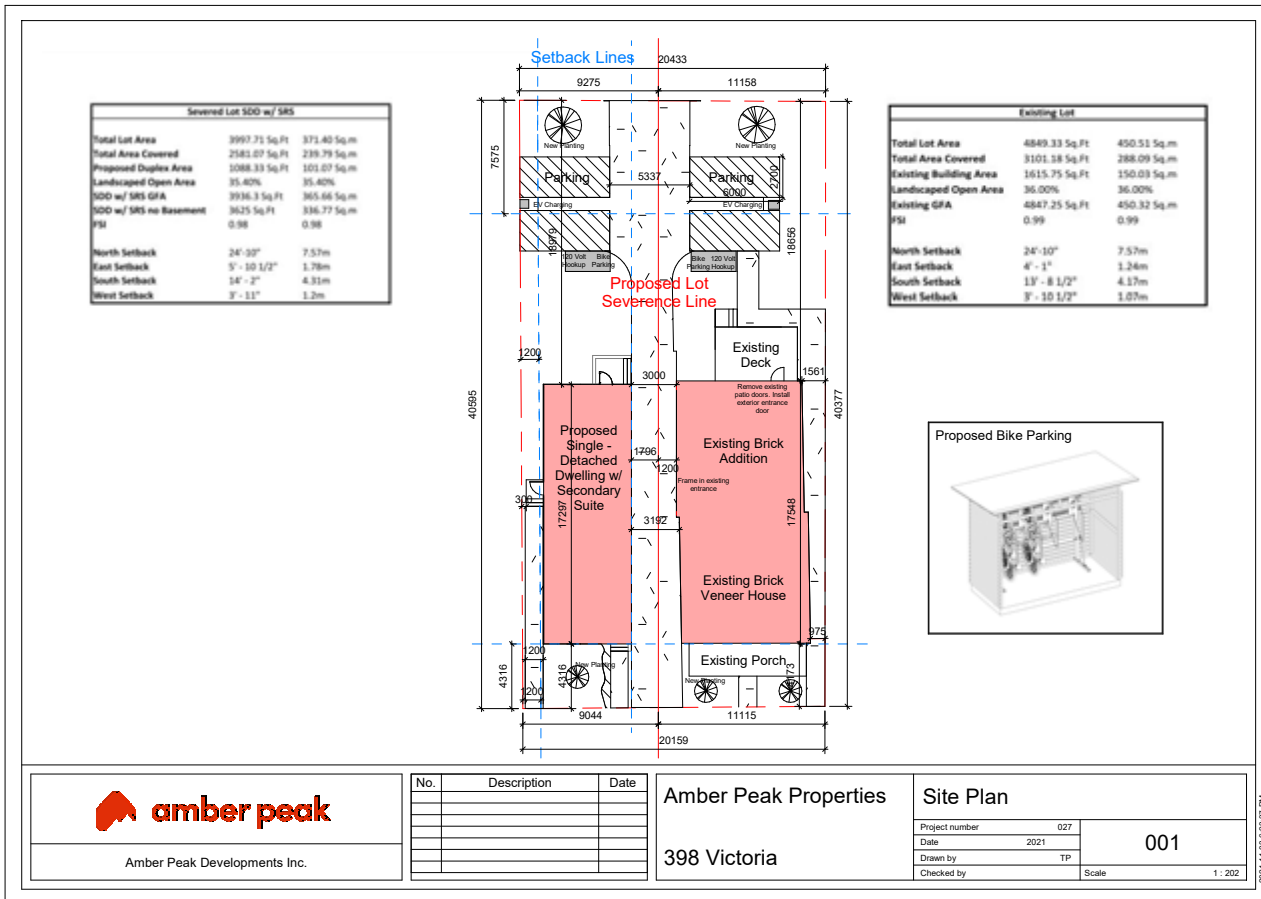 Setback Lines
20433
9275
11158
Severed Lot SDD w/ SRS
Total Lot Area 3997.71 Sq.Ft 371.40 Sq.m
Total Area Covered 2581.07 Sq.Ft 239.79 Sq.m
Proposed Duplex Area 1088.33 Sq.Ft 101.07 Sq.m
Landscaped Open Area 35.40% 35.40%
SDD w/ SRS GFA 3936.3 Sq.Ft 365.66 Sq.m
SDD w/ SRS no Basement 3625 Sq.Ft 336.77 Sq.m
FSI 0.98 0.98
North Setback 24'-10" 7.57m
East Setback 5' - 10 1/2" 1.78m
South Setback 14' - 2" 4.31m
West Setback 3' - 11" 1.2m
Existing Lot
Total Lot Area 4849.33 Sq.Ft 450.51 Sq.m
Total Area Covered 3101.18 Sq.Ft 288.09 Sq.m
Existing Building Area 1615.75 Sq.Ft 150.03 Sq.m
Landscaped Open Area 36.00% 36.00%
Existing GFA 4847.25 Sq.Ft 450.32 Sq.m
FSI 0.99 0.99
North Setback 24'-10" 7.57m
East Setback 4' - 1" 1.24m
South Setback 13' - 8 1/2" 4.17m
West Setback 3' - 10 1/2" 1.07m
New Planting
New Planting
7575
Parking
5337
Parking
2700
6000
EV Charging
EV Charging
18979
18656
120 Volt Hookup
Bike Parking
Bike Parking
120 Volt Hookup
Proposed Lot
Severence Line
1200
Existing
Deck
3000
1561
Remove existing
patio doors. Install
exterior entrance
door
40595
40377
Proposed
Single -
Detached
Dwelling w/
Secondary
Suite
Existing Brick
Addition
1796
1200
Frame in existing
entrance
300
17297
3192
17548
Existing Brick
Veneer House
975
1200
Existing Porch
New Planting
New Planting
4316
4316
1200
9044
11115
20159
Proposed Bike Parking
amber peak
Amber Peak Developments Inc.
No. Description Date
Amber Peak Properties
398 Victoria
Site Plan
Project number 027
Date 2021
Drawn by TP
Checked by
001
Scale 1 : 202